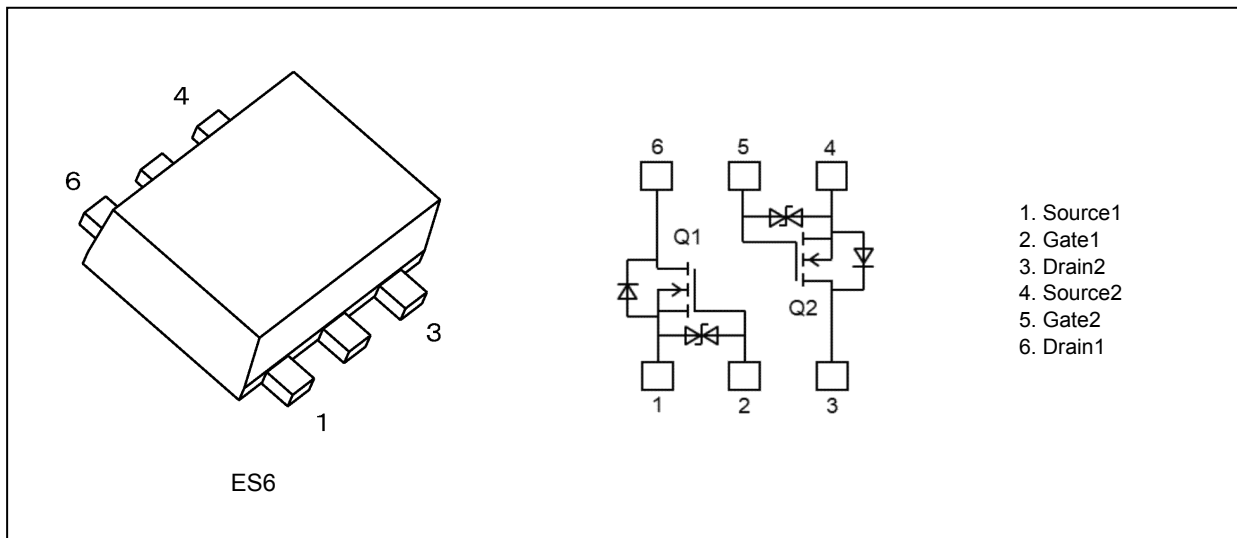 4
6
3
1
ES6
6 5 4
Q1
Q2
1 2 3
1. Source1
2. Gate1
3. Drain2
4. Source2
5. Gate2
6. Drain1